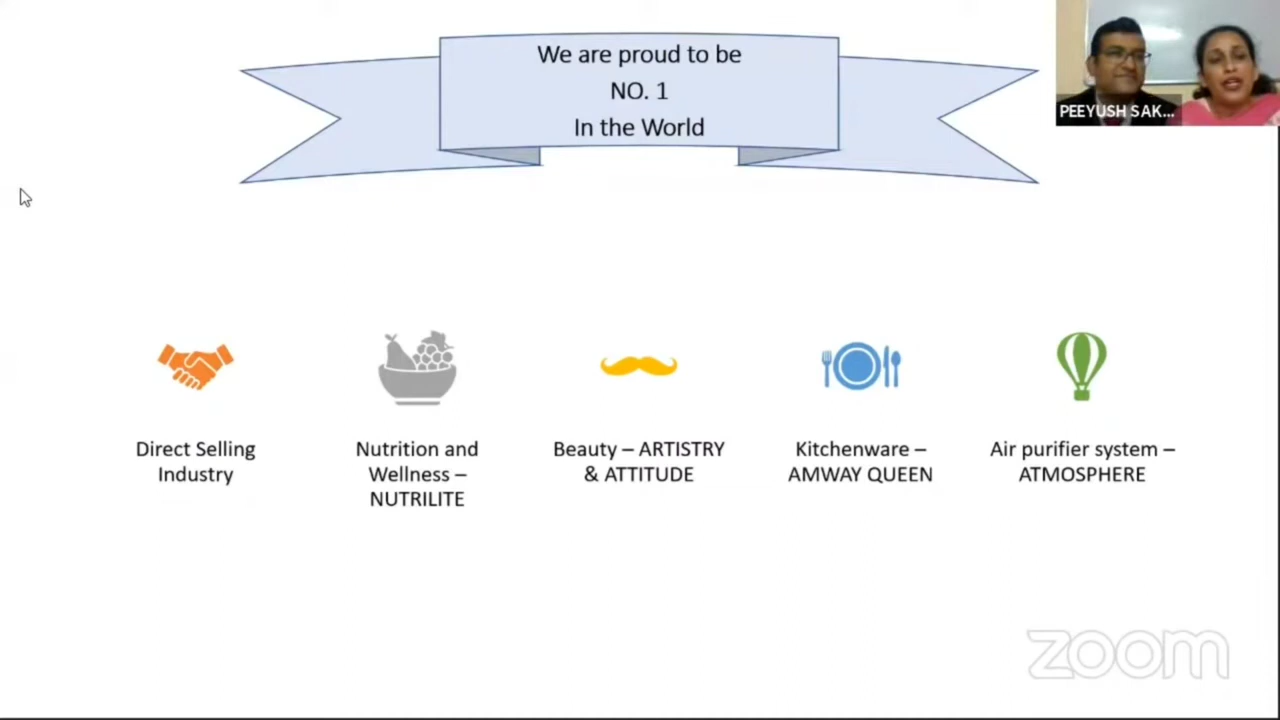 We are proud to be
NO. 1
In the World
PEEYUSH SAK...
Direct Selling
Industry
Nutrition and
Wellness –
NUTRILITE
Beauty – ARTISTRY
& ATTITUDE
Kitchenware –
AMWAY QUEEN
Air purifier system –
ATMOSPHERE
zoom